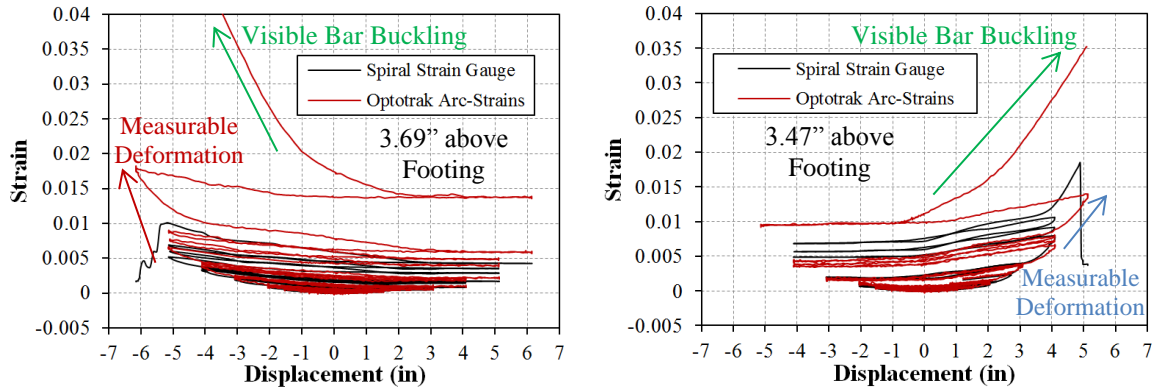 0.04
0.035
0.03
0.025
0.02
0.015
0.01
0.005
0
-0.005
Strain
-7 -6 -5 -4 -3 -2 -1 0 1 2 3 4 5 6 7
Displacement (in)
Visible Bar Buckling
Spiral Strain Gauge
Optotrak Arc-Strains
Measurable
Deformation
3.69” above
Footing
0.04
0.035
0.03
0.025
0.02
0.015
0.01
0.005
0
-0.005
Strain
-7 -6 -5 -4 -3 -2 -1 0 1 2 3 4 5 6 7
Displacement (in)
Visible Bar Buckling
Spiral Strain Gauge
Optotrak Arc-Strains
3.47” above
Footing
Measurable
Deformation